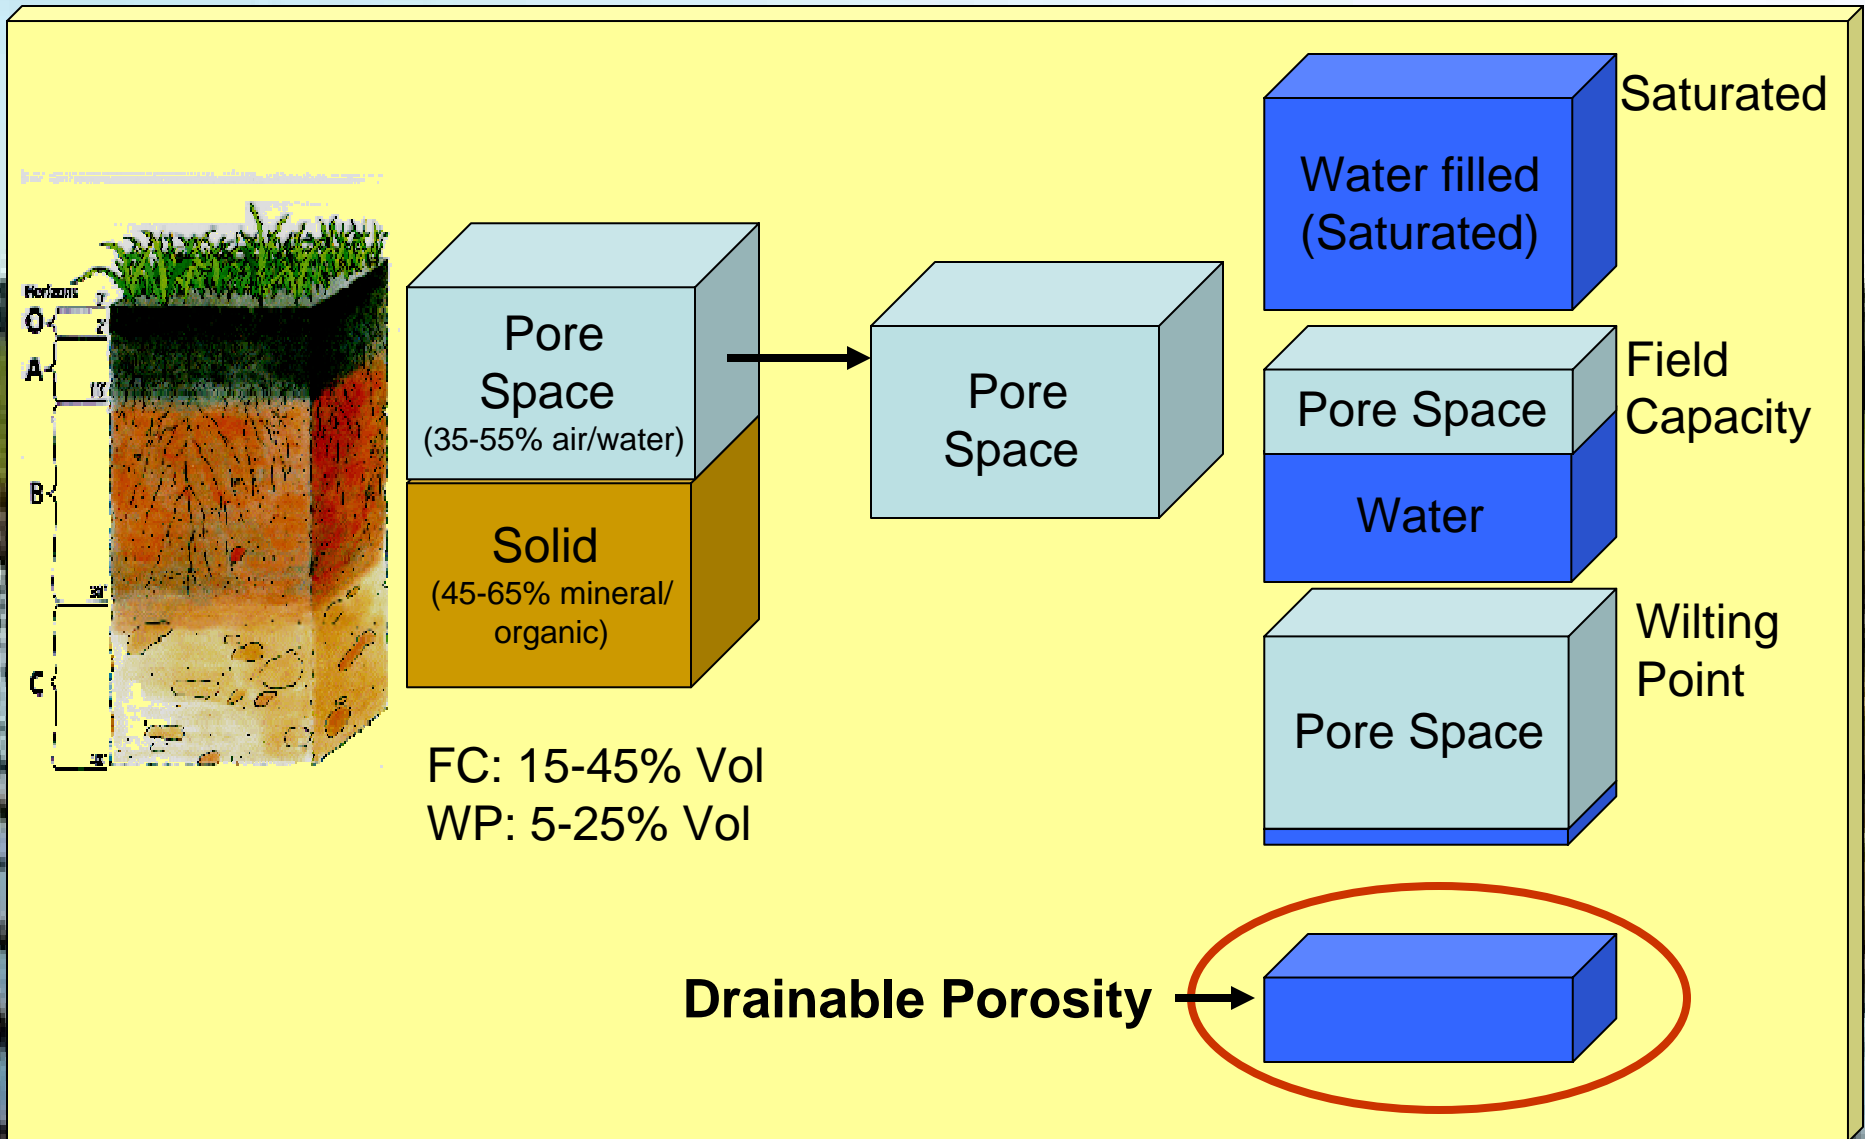 Horizons
O
A
B
C
Pore
Space
(35-55% air/water)
Solid
(45-65% mineral/
organic)
FC: 15-45% Vol
WP: 5-25% Vol
Pore
Space
Saturated
Water filled
(Saturated)
Field
Capacity
Pore Space
Water
Wilting
Point
Pore Space
Drainable Porosity